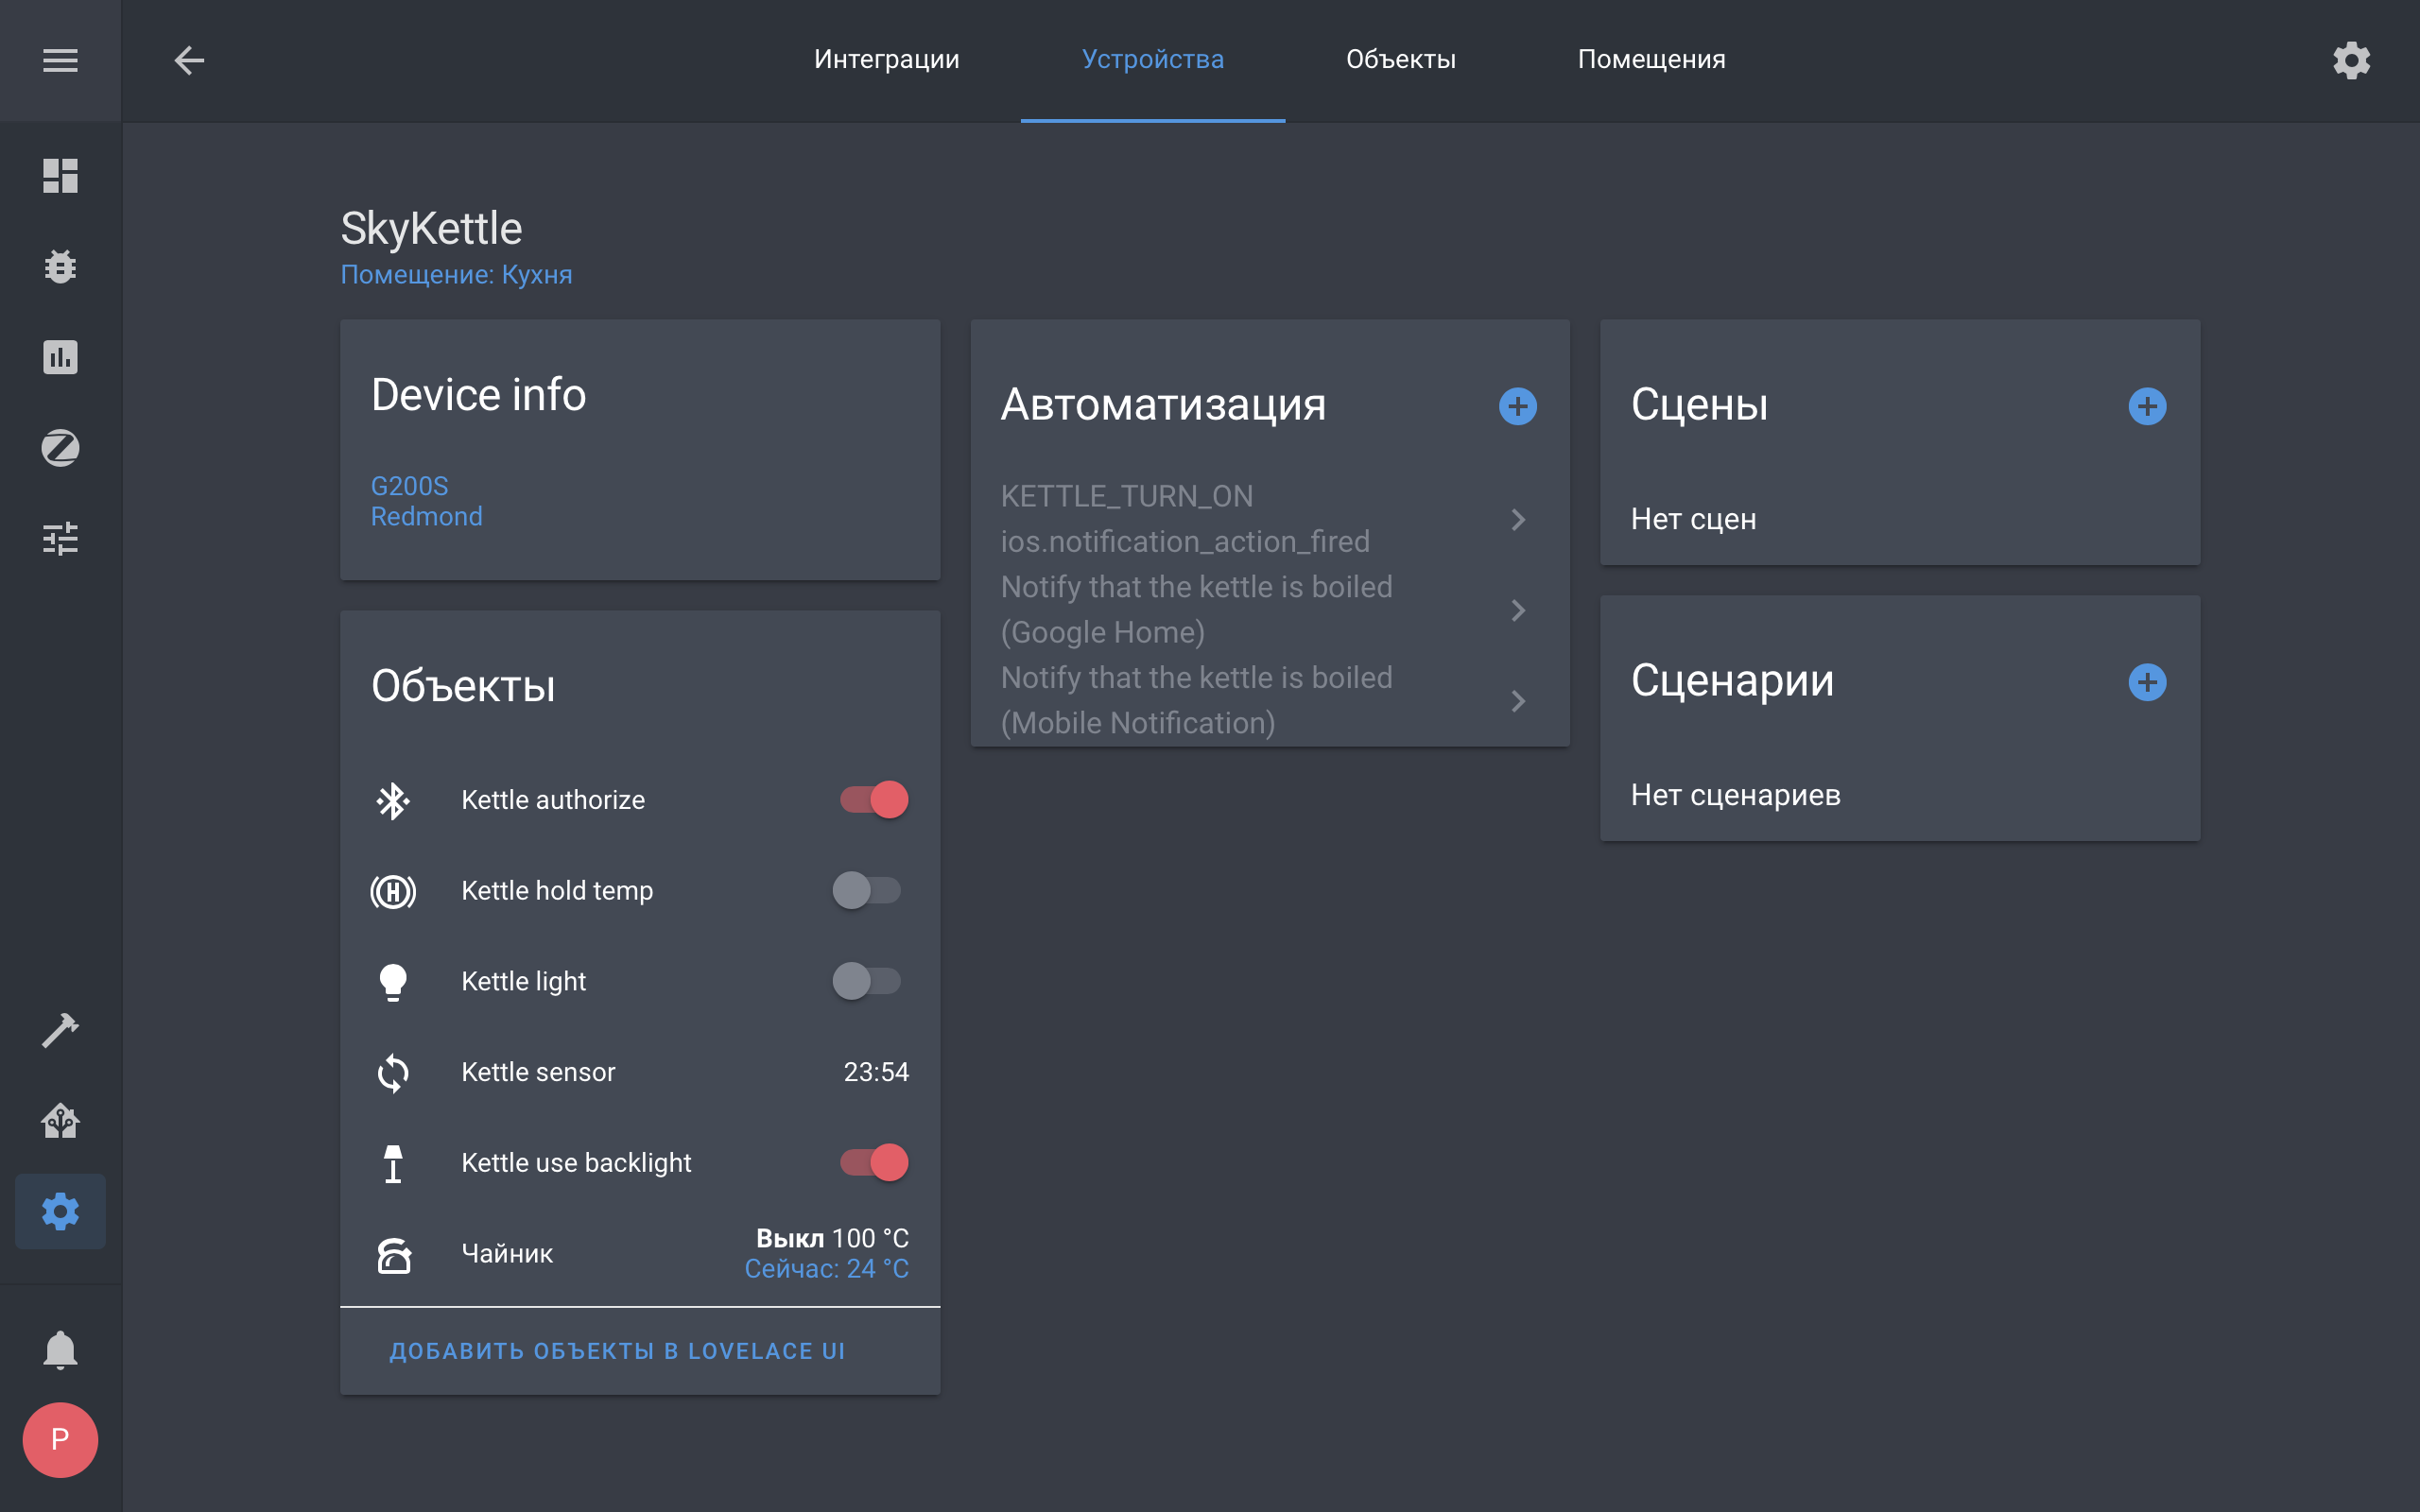 Интеграции
Устройства
Объекты
Помещения
SkyKettle
Помещение: Кухня
Device info
G200S
Redmond
Объекты
Kettle authorize
Kettle hold temp
Kettle light
Kettle sensor
23:54
Kettle use backlight
Чайник
Выкл 100 °C
Сейчас: 24 °C
ДОБАВИТЬ ОБЪЕКТЫ В LOVELACE UI
Автоматизация
KETTLE_TURN_ON
ios.notification_action_fired
Notify that the kettle is boiled
(Google Home)
Notify that the kettle is boiled
(Mobile Notification)
Сцены
Нет сцен
Сценарии
Нет сценариев
P